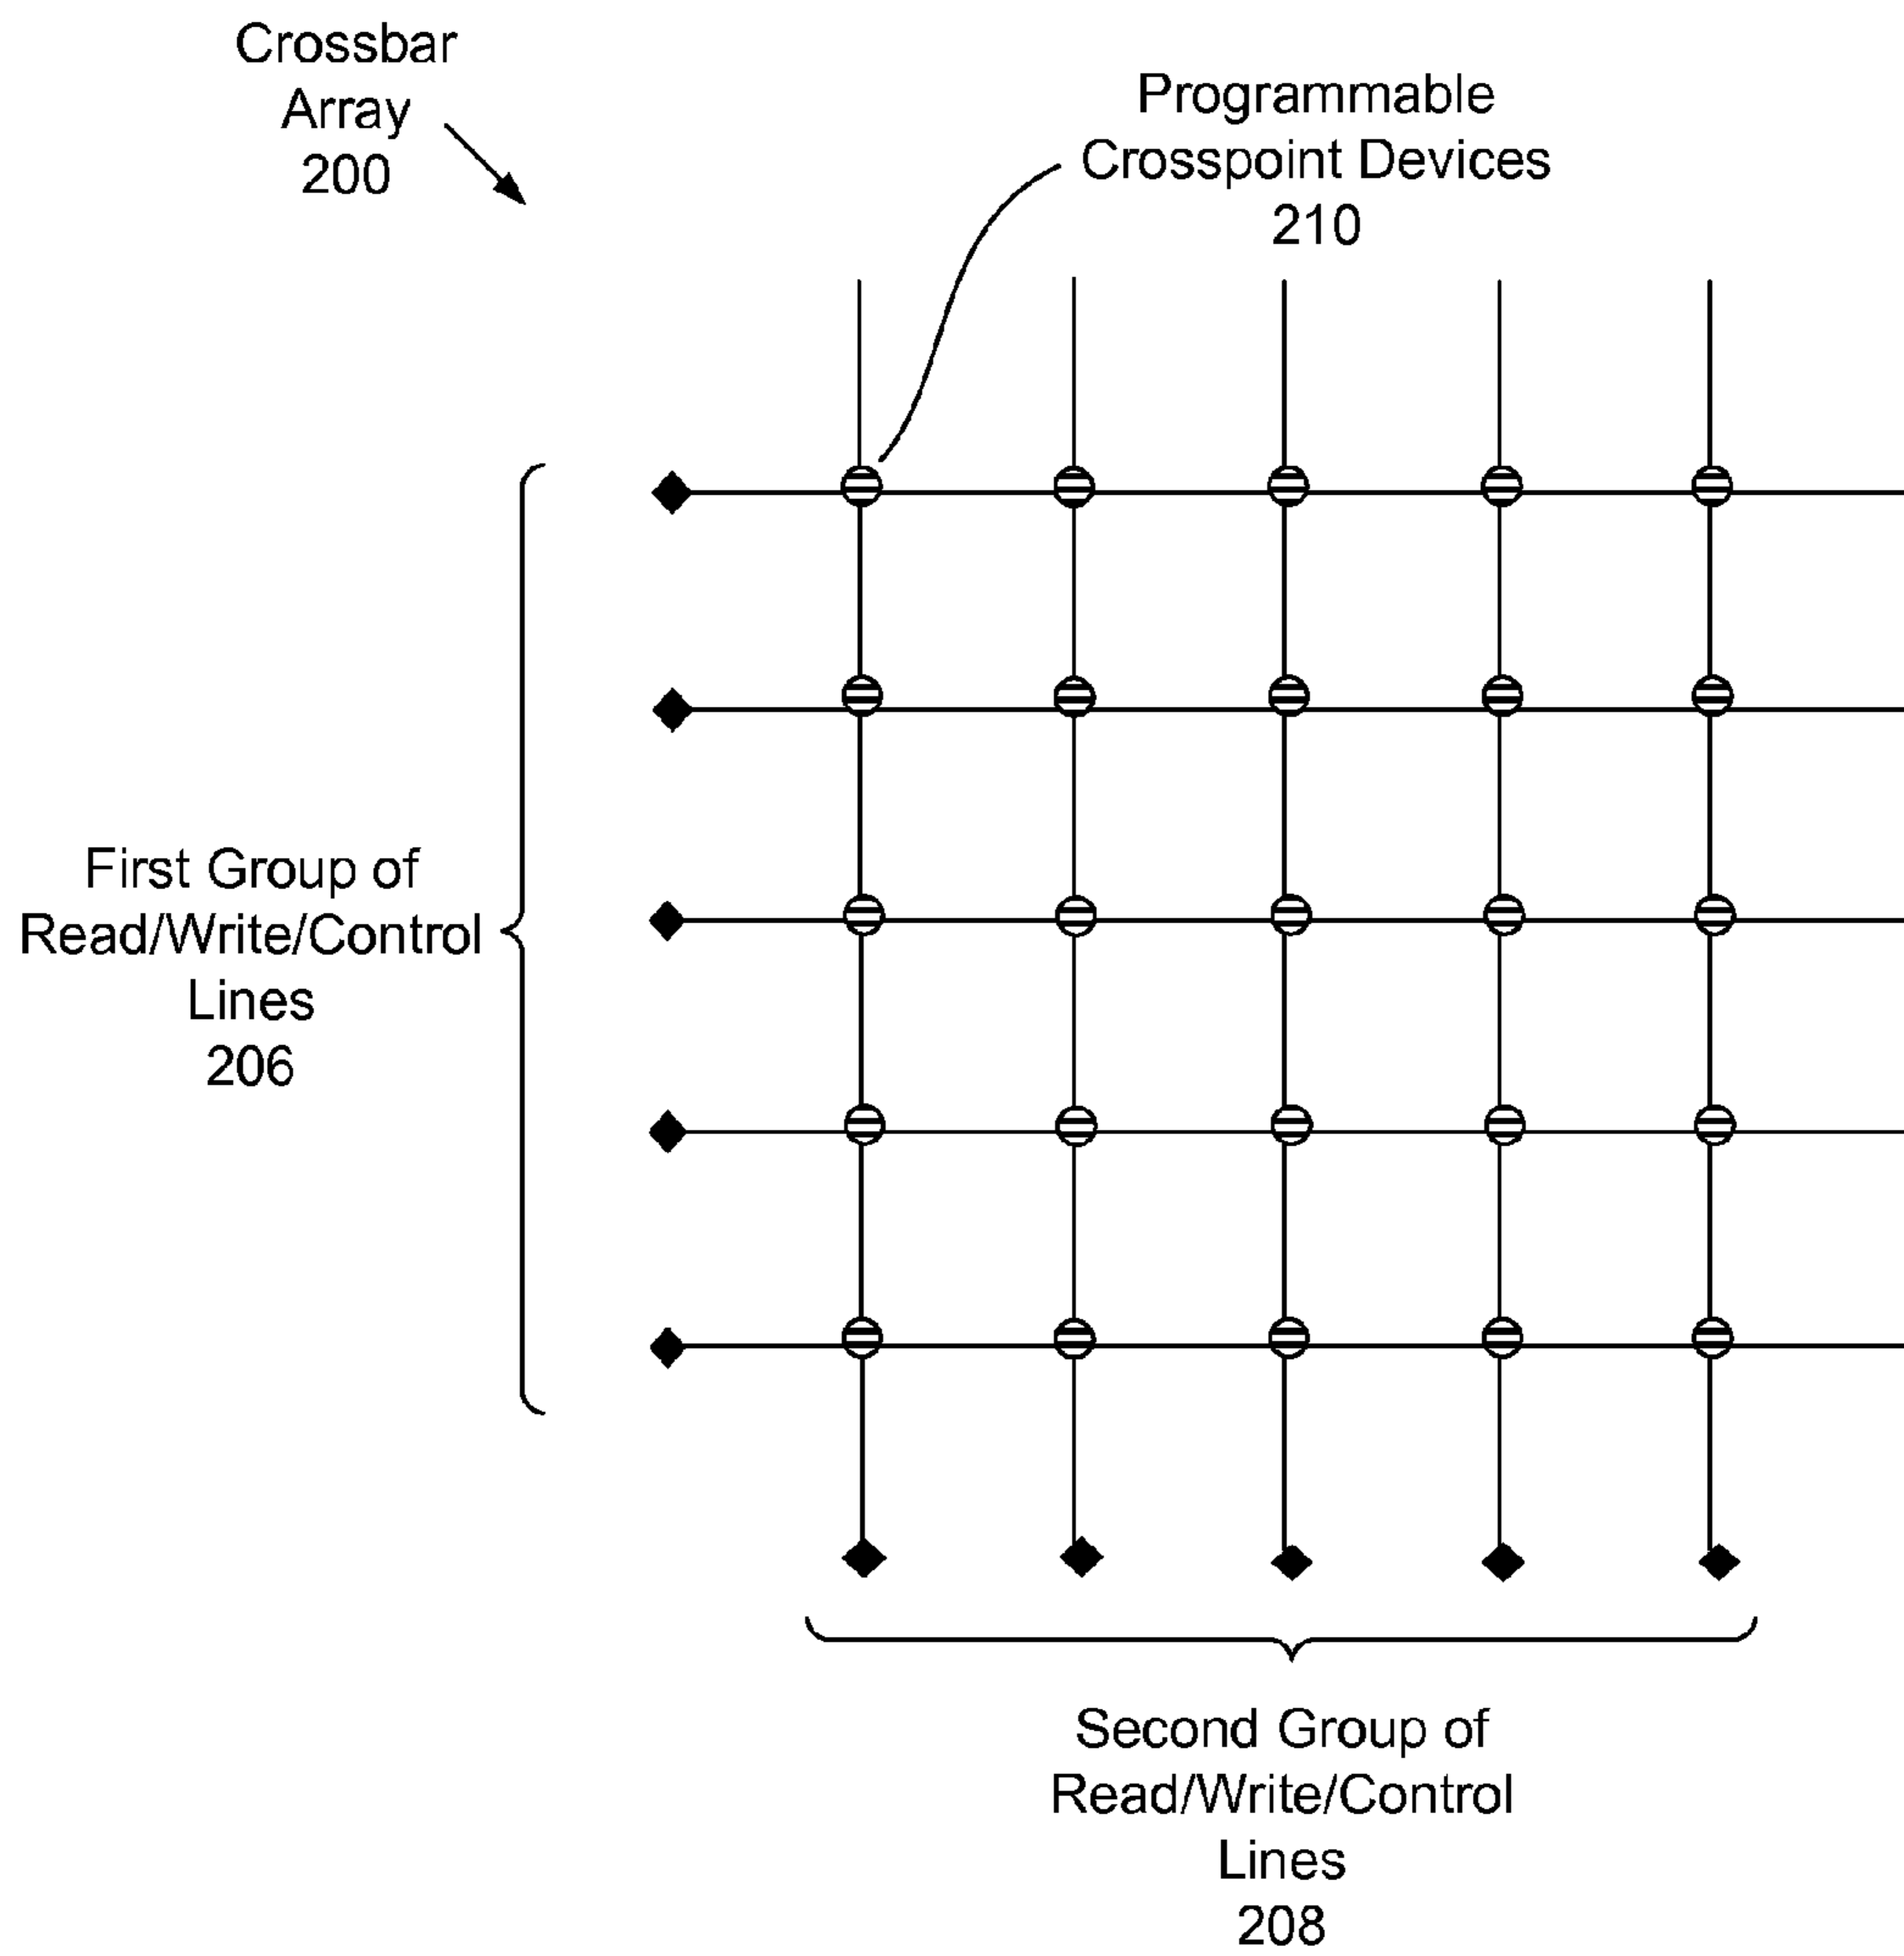 Crossbar
Array
200
Programmable
Crosspoint Devices
210
First Group of
Read/Write/Control
Lines
206
Second Group of
Read/Write/Control
Lines
208